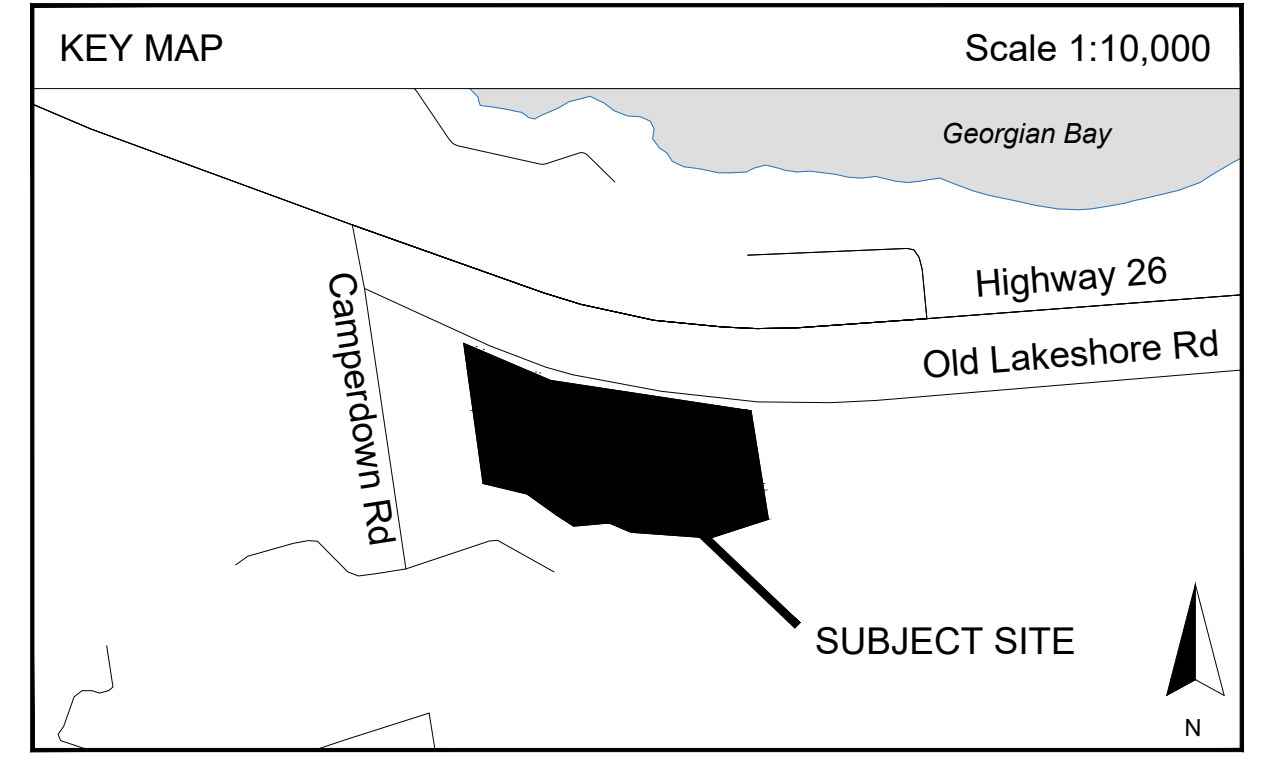 KEY MAP
Scale 1:10,000
Georgian Bay
Highway 26
Old Lakeshore Rd
Camperdown Rd
SUBJECT SITE
N